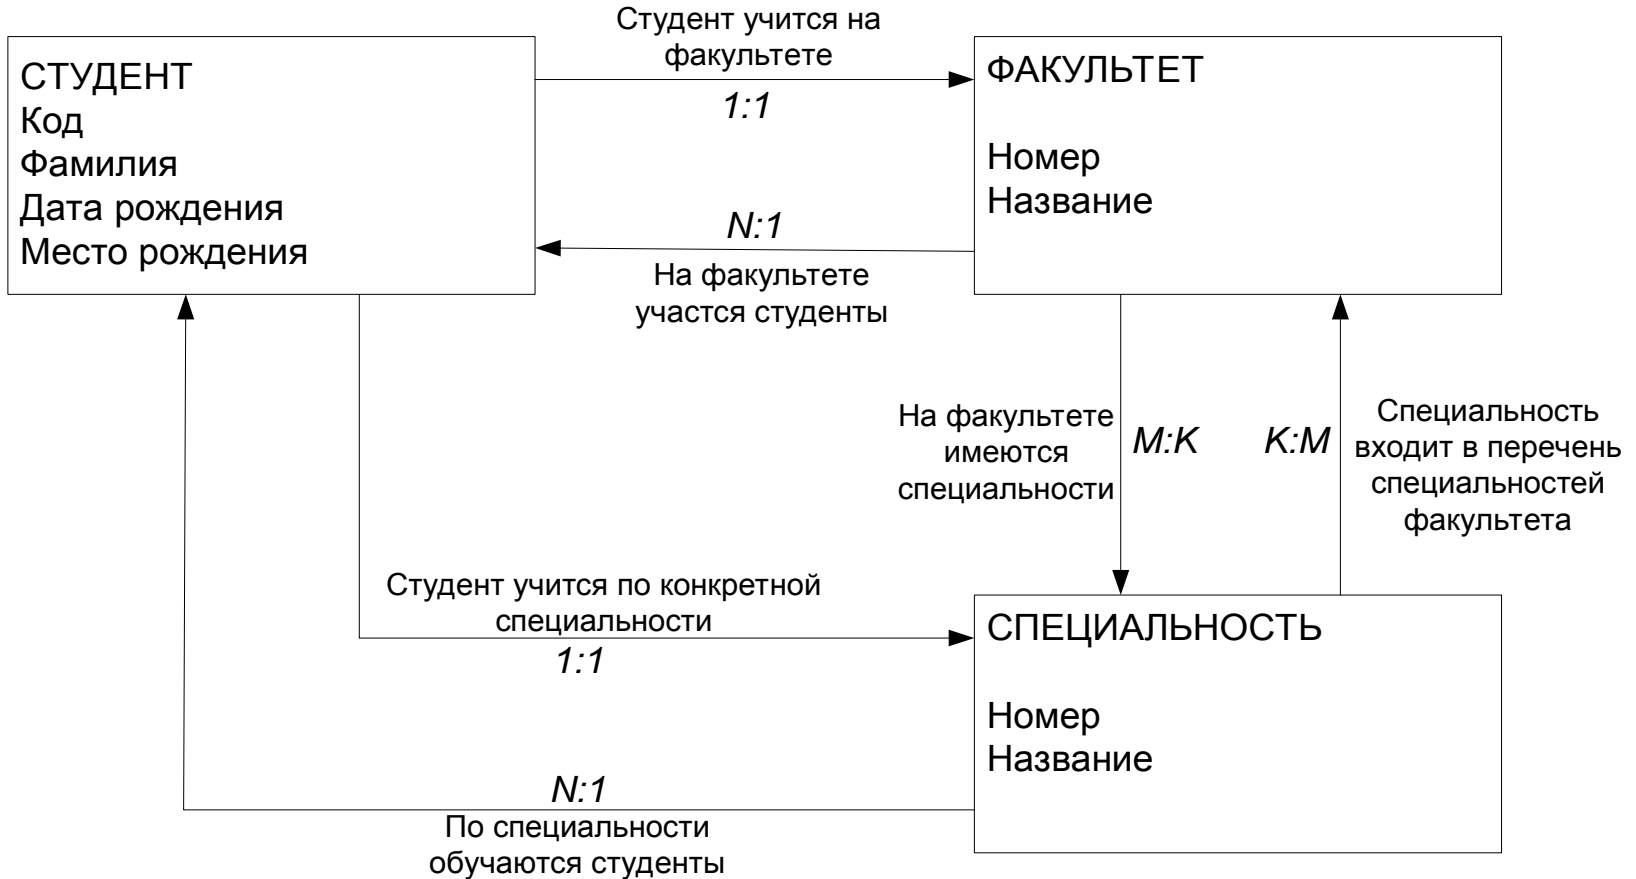 Студент учится на
факультете
1:1
СТУДЕНТ
Код
Фамилия
Дата рождения
Место рождения
ФАКУЛЬТЕТ
Номер
Название
N:1
На факультете
участся студенты
На факультете
имеются
специальности
M:K
K:M
Специальность
входит в перечень
специальностей
факультета
Студент учится по конкретной
специальности
1:1
СПЕЦИАЛЬНОСТЬ
Номер
Название
N:1
По специальности
обучаются студенты